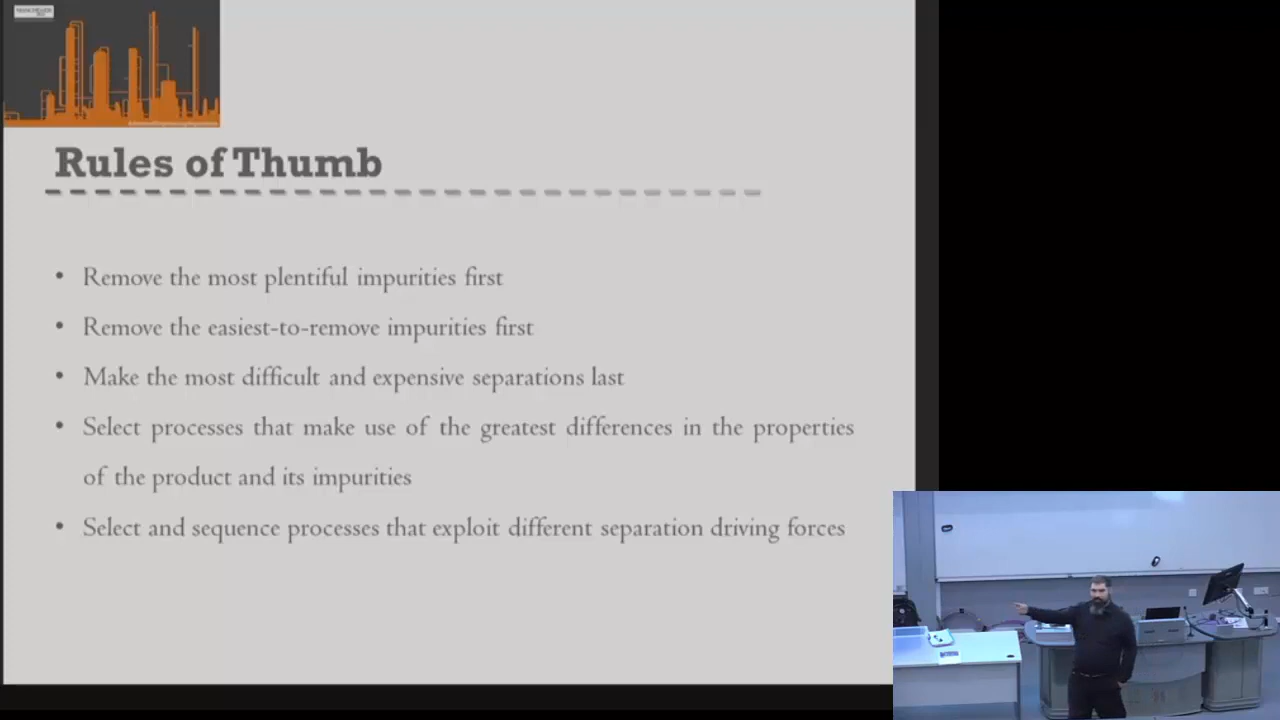 Rules of Thumb
• Remove the most plentiful impurities first
• Remove the easiest-to-remove impurities first
• Make the most difficult and expensive separations last
• Select processes that make use of the greatest differences in the properties
of the product and its impurities
• Select and sequence processes that exploit different separation driving forces